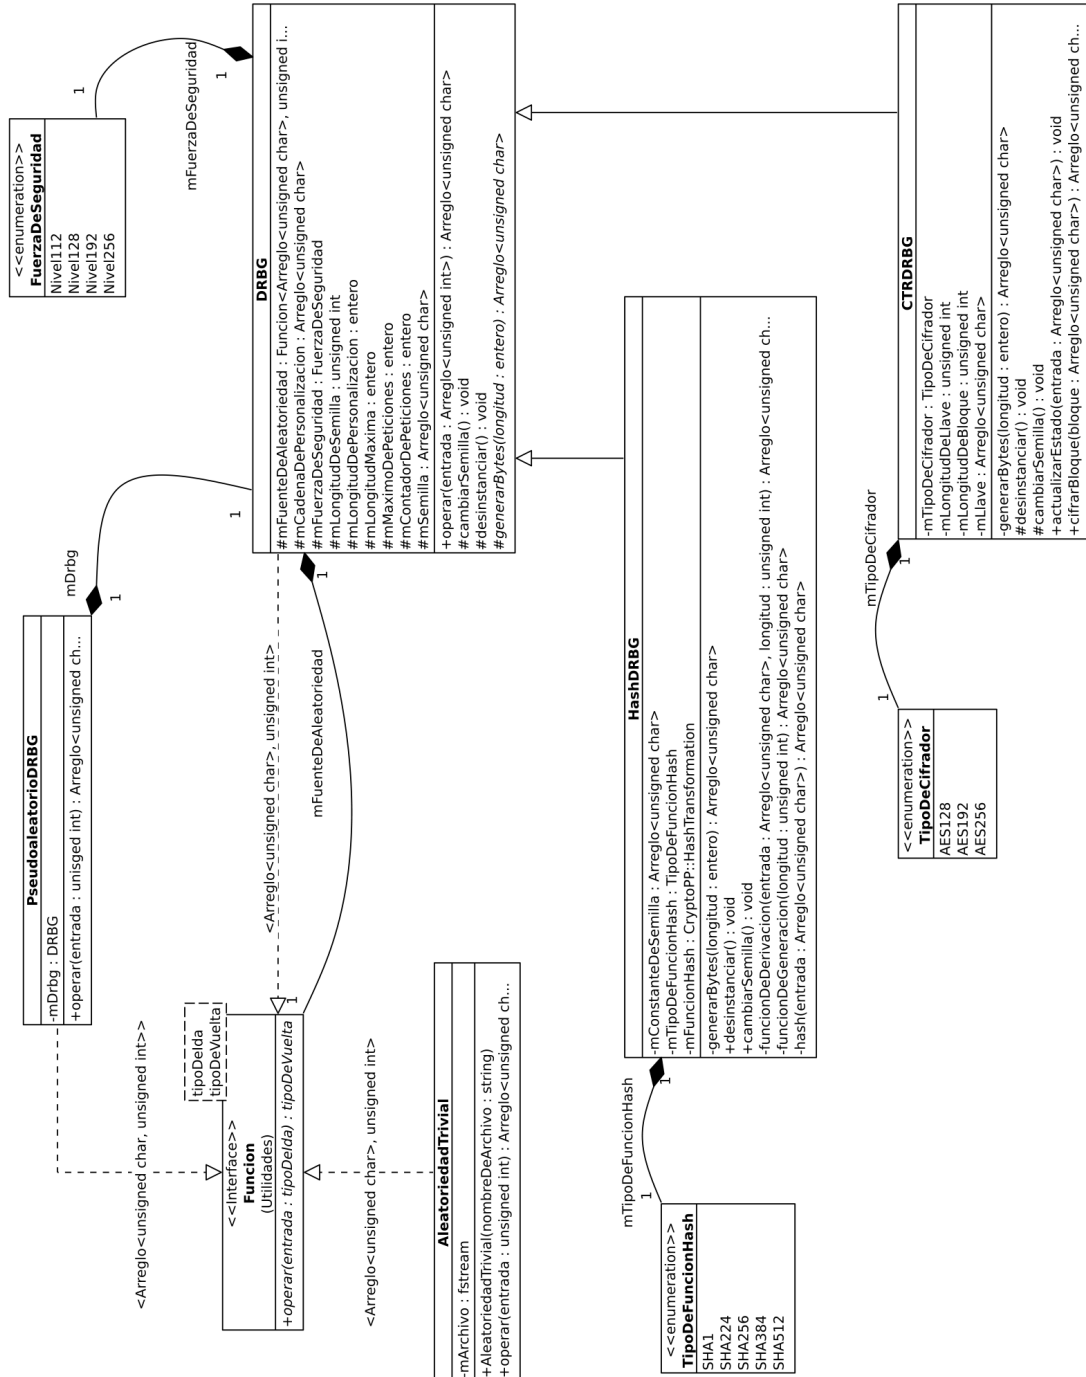 <<enumeration>>
FuerzaDeSeguridad
Nivel112
Nivel128
Nivel192
Nivel256
1
mFuerzaDeSeguridad
1
PseudoaleatorioDRBG
-mDrbg : DRBG
+operar(entrada : unisged int) : Arreglo<unsigned ch...
mDrbg
1
1
DRBG
#mFuenteDeAleatoriedad : Funcion<Arreglo<unsigned char>, unsigned i...
#mCadenaDePersonalizacion : Arreglo<unsigned char>
#mFuerzaDeSeguridad : FuerzaDeSeguridad
#mLongitudDeSemilla : unsigned int
#mLongitudDePersonalizacion : entero
#mLongitudMaxima : entero
#mMaximoDePeticiones : entero
#mContadorDePeticiones : entero
#mSemilla : Arreglo<unsigned char>
+operar(entrada : Arreglo<unsigned int>) : Arreglo<unsigned char>
#cambiarSemilla() : void
#desinstanciar() : void
#generarBytes(longitud : entero) : Arreglo<unsigned char>
<Arreglo<unsigned char, unsigned int>>
tipoDeIda
tipoDeVuelta
<<Interface>>
Funcion
(Utilidades)
+operar(entrada : tipoDeIda) : tipoDeVuelta
<Arreglo<unsigned char>, unsigned int>
1
mFuenteDeAleatoriedad
1
<Arreglo<unsigned char>, unsigned int>
AleatoriedadTrivial
-mArchivo : fstream
+AleatoriedadTrivial(nombreDeArchivo : string)
+operar(entrada : unsigned int) : Arreglo<unsigned ch...
HashDRBG
-mConstanteDeSemilla : Arreglo<unsigned char>
-mTipoDeFuncionHash : TipoDeFuncionHash
-mFuncionHash : CryptoPP::HashTransformation
-generarBytes(longitud : entero) : Arreglo<unsigned char>
+desinstanciar() : void
+cambiarSemilla() : void
-funcionDeDerivacion(entrada : Arreglo<unsigned char>, longitud : unsigned int) : Arreglo<unsigned ch...
-funcionDeGeneracion(longitud : unsigned int) : Arreglo<unsigned char>
-hash(entrada : Arreglo<unsigned char>) : Arreglo<unsigned char>
mTipoDeFuncionHash
1
1
<<enumeration>>
TipoDeFuncionHash
SHA1
SHA224
SHA256
SHA384
SHA512
CTRDRBG
-mTipoDeCifrador : TipoDeCifrador
-mLongitudDeLlave : unsigned int
-mLongitudDeBloque : unsigned int
-mLlave : Arreglo<unsigned char>
-generarBytes(longitud : entero) : Arreglo<unsigned char>
#desinstanciar() : void
#cambiarSemilla() : void
+actualizarEstado(entrada : Arreglo<unsigned char>) : void
+cifrarBloque(bloque : Arreglo<unsigned char>) : Arreglo<unsigned ch...
mTipoDeCifrador
1
1
<<enumeration>>
TipoDeCifrador
AES128
AES192
AES256